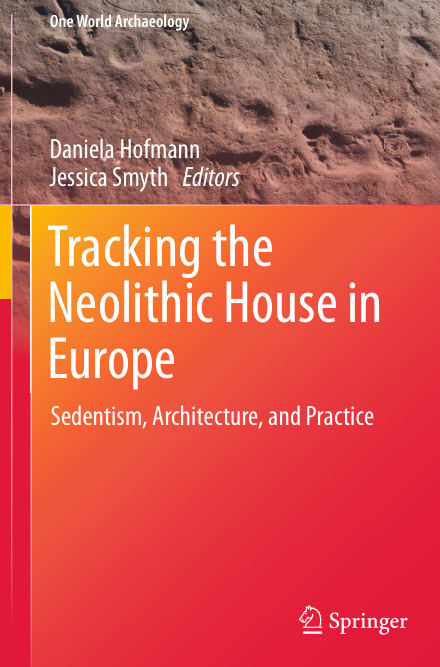 One World Archaeology
Daniela Hofmann
Jessica Smyth Editors
Tracking the
Neolithic House in
Europe
Sedentism, Architecture, and Practice
Springer